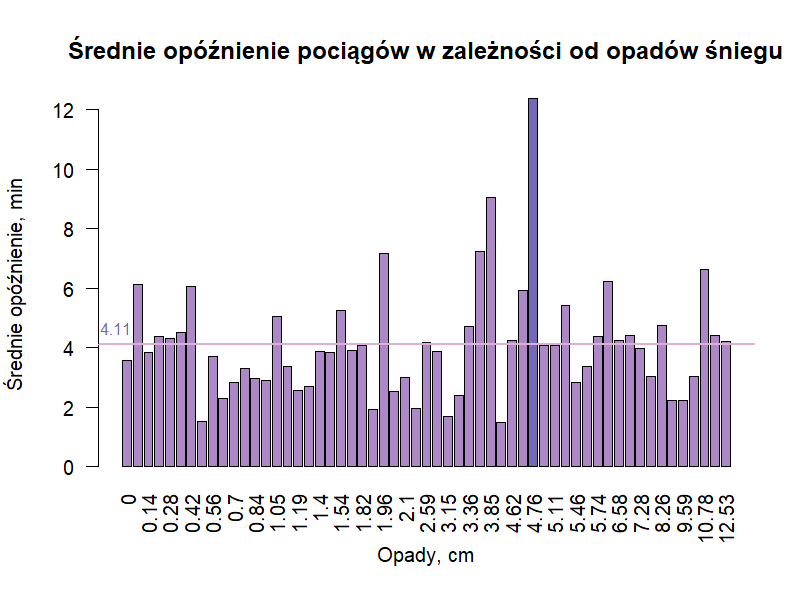 Średnie opóźnienie pociągów w zależności od opadów śniegu
Średnie opóźnienie, min
12
10
8
6
4
2
0
4.11
0 0.14 0.28 0.42 0.56 0.7 0.84 1.05 1.19 1.4 1.54 1.82 1.96 2.1 2.59 3.15 3.36 3.85 4.62 4.76 5.11 5.46 5.74 6.58 7.28 8.26 9.59 10.78 12.53
Opady, cm